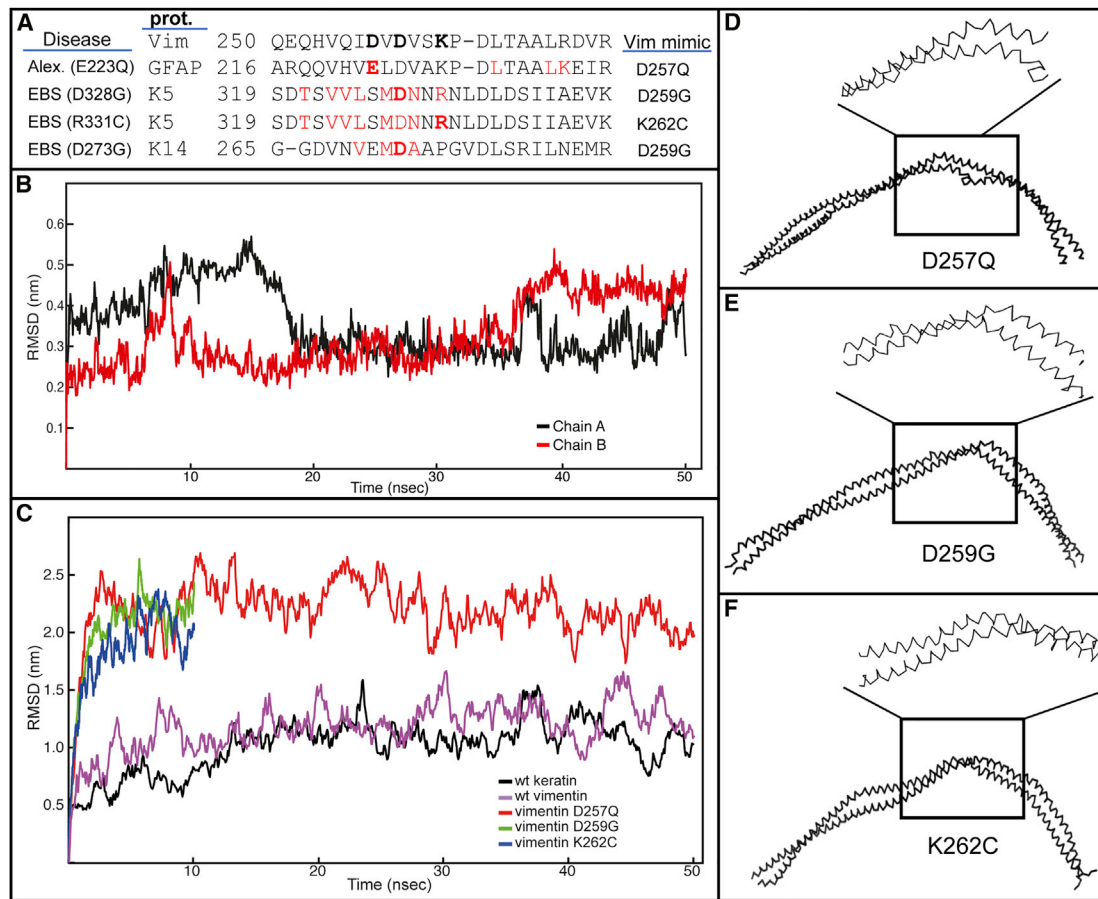 A
Disease prot. Vim mimic
Vim 250 QEQHVQIDVDVSKP-DLTAALRDVR
Alex. (E223Q) GFAP 216 ARQQVHVELDVAKP-DLTAALKEIR D257Q
EBS (D328G) K5 319 SDTSVVLSMDNNRNLDLDSIIAEVK D259G
EBS (R331C) K5 319 SDTSVVLSMDNNRNLDLDSIIAEVK K262C
EBS (D273G) K14 265 G-GDVNVEMDAAPGVDLSRILNEMR D259G
B
RMSD (nm)
0.6
0.5
0.4
0.3
0.2
0.1
Chain A
Chain B
10 20 30 40 50
Time (nsec)
C
RMSD (nm)
2.5
2.0
1.5
1.0
0.5
wt keratin
wt vimentin
vimentin D257Q
vimentin D259G
vimentin K262C
10 20 30 40 50
Time (nsec)
D
D257Q
E
D259G
F
K262C